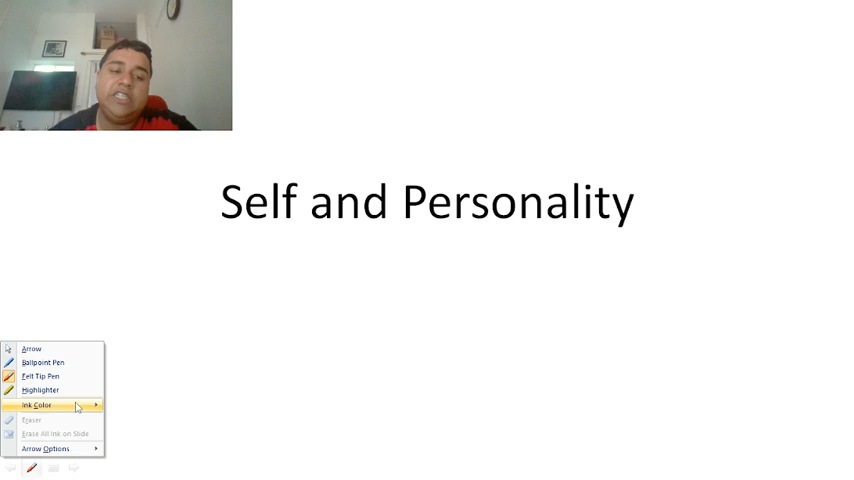 Self and Personality
Arrow
Ballpoint Pen
Felt Tip Pen
Highlighter
Ink Color
Eraser
Erase All Ink on Slide
Arrow Options